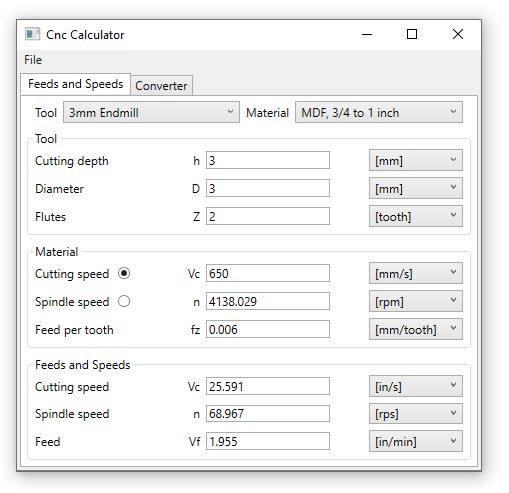 Cnc Calculator
File
Feeds and Speeds Converter
Tool 3mm Endmill Material MDF, 3/4 to 1 inch
Tool
Cutting depth h 3 [mm]
Diameter D 3 [mm]
Flutes Z 2 [tooth]
Material
Cutting speed Vc 650 [mm/s]
Spindle speed n 4138.029 [rpm]
Feed per tooth fz 0.006 [mm/tooth]
Feeds and Speeds
Cutting speed Vc 25.591 [in/s]
Spindle speed n 68.967 [rps]
Feed Vf 1.955 [in/min]